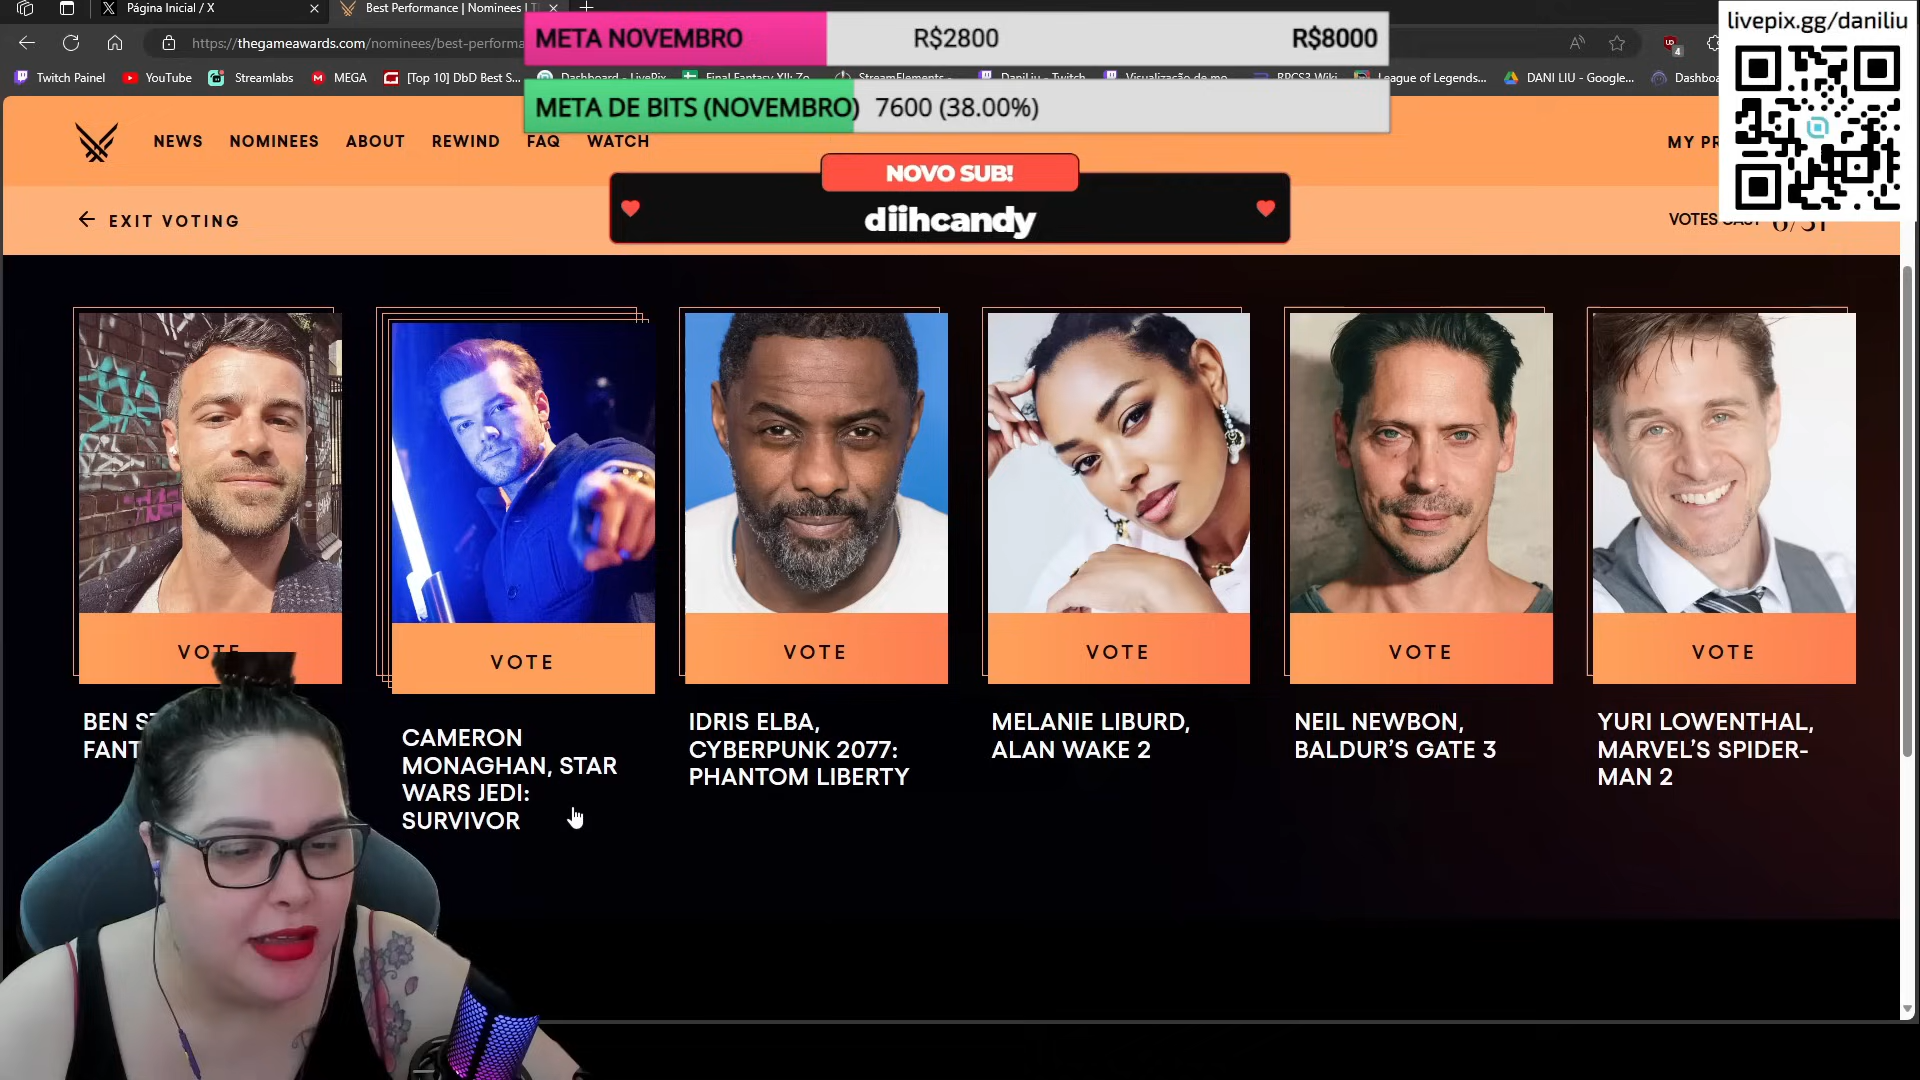 Página Inicial / X
Best Performance | Nominees | T
https://thegameawards.com/nominees/best-performa
META NOVEMBRO R$2800 R$8000
livepix.gg/daniliu
Twitch Painel
YouTube
Streamlabs
MEGA
[Top 10] DbD Best S...
Dashboard - LivePix
Final Fantasy XII: Zo...
StreamElements -
DaniLiu - Twitch
Visualização de mo...
RPCS3 Wiki
League of Legends...
DANI LIU - Google...
Dashboa
META DE BITS (NOVEMBRO) 7600 (38.00%)
NEWS NOMINEES ABOUT REWIND FAQ WATCH
MY PR
NOVO SUB!
diihcandy
EXIT VOTING
VOTES CAST 6/31
VOTE
VOTE
VOTE
VOTE
VOTE
VOTE
BEN ST
FANT
CAMERON
MONAGHAN, STAR
WARS JEDI:
SURVIVOR
IDRIS ELBA,
CYBERPUNK 2077:
PHANTOM LIBERTY
MELANIE LIBURD,
ALAN WAKE 2
NEIL NEWBON,
BALDUR'S GATE 3
YURI LOWENTHAL,
MARVEL'S SPIDER-
MAN 2